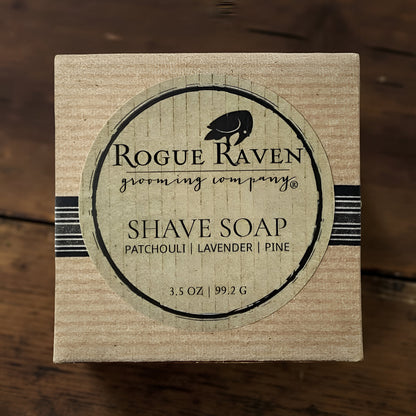 ROGUE RAVEN
grooming company®
SHAVE SOAP
PATCHOULI | LAVENDER | PINE
3.5 OZ | 99.2 G